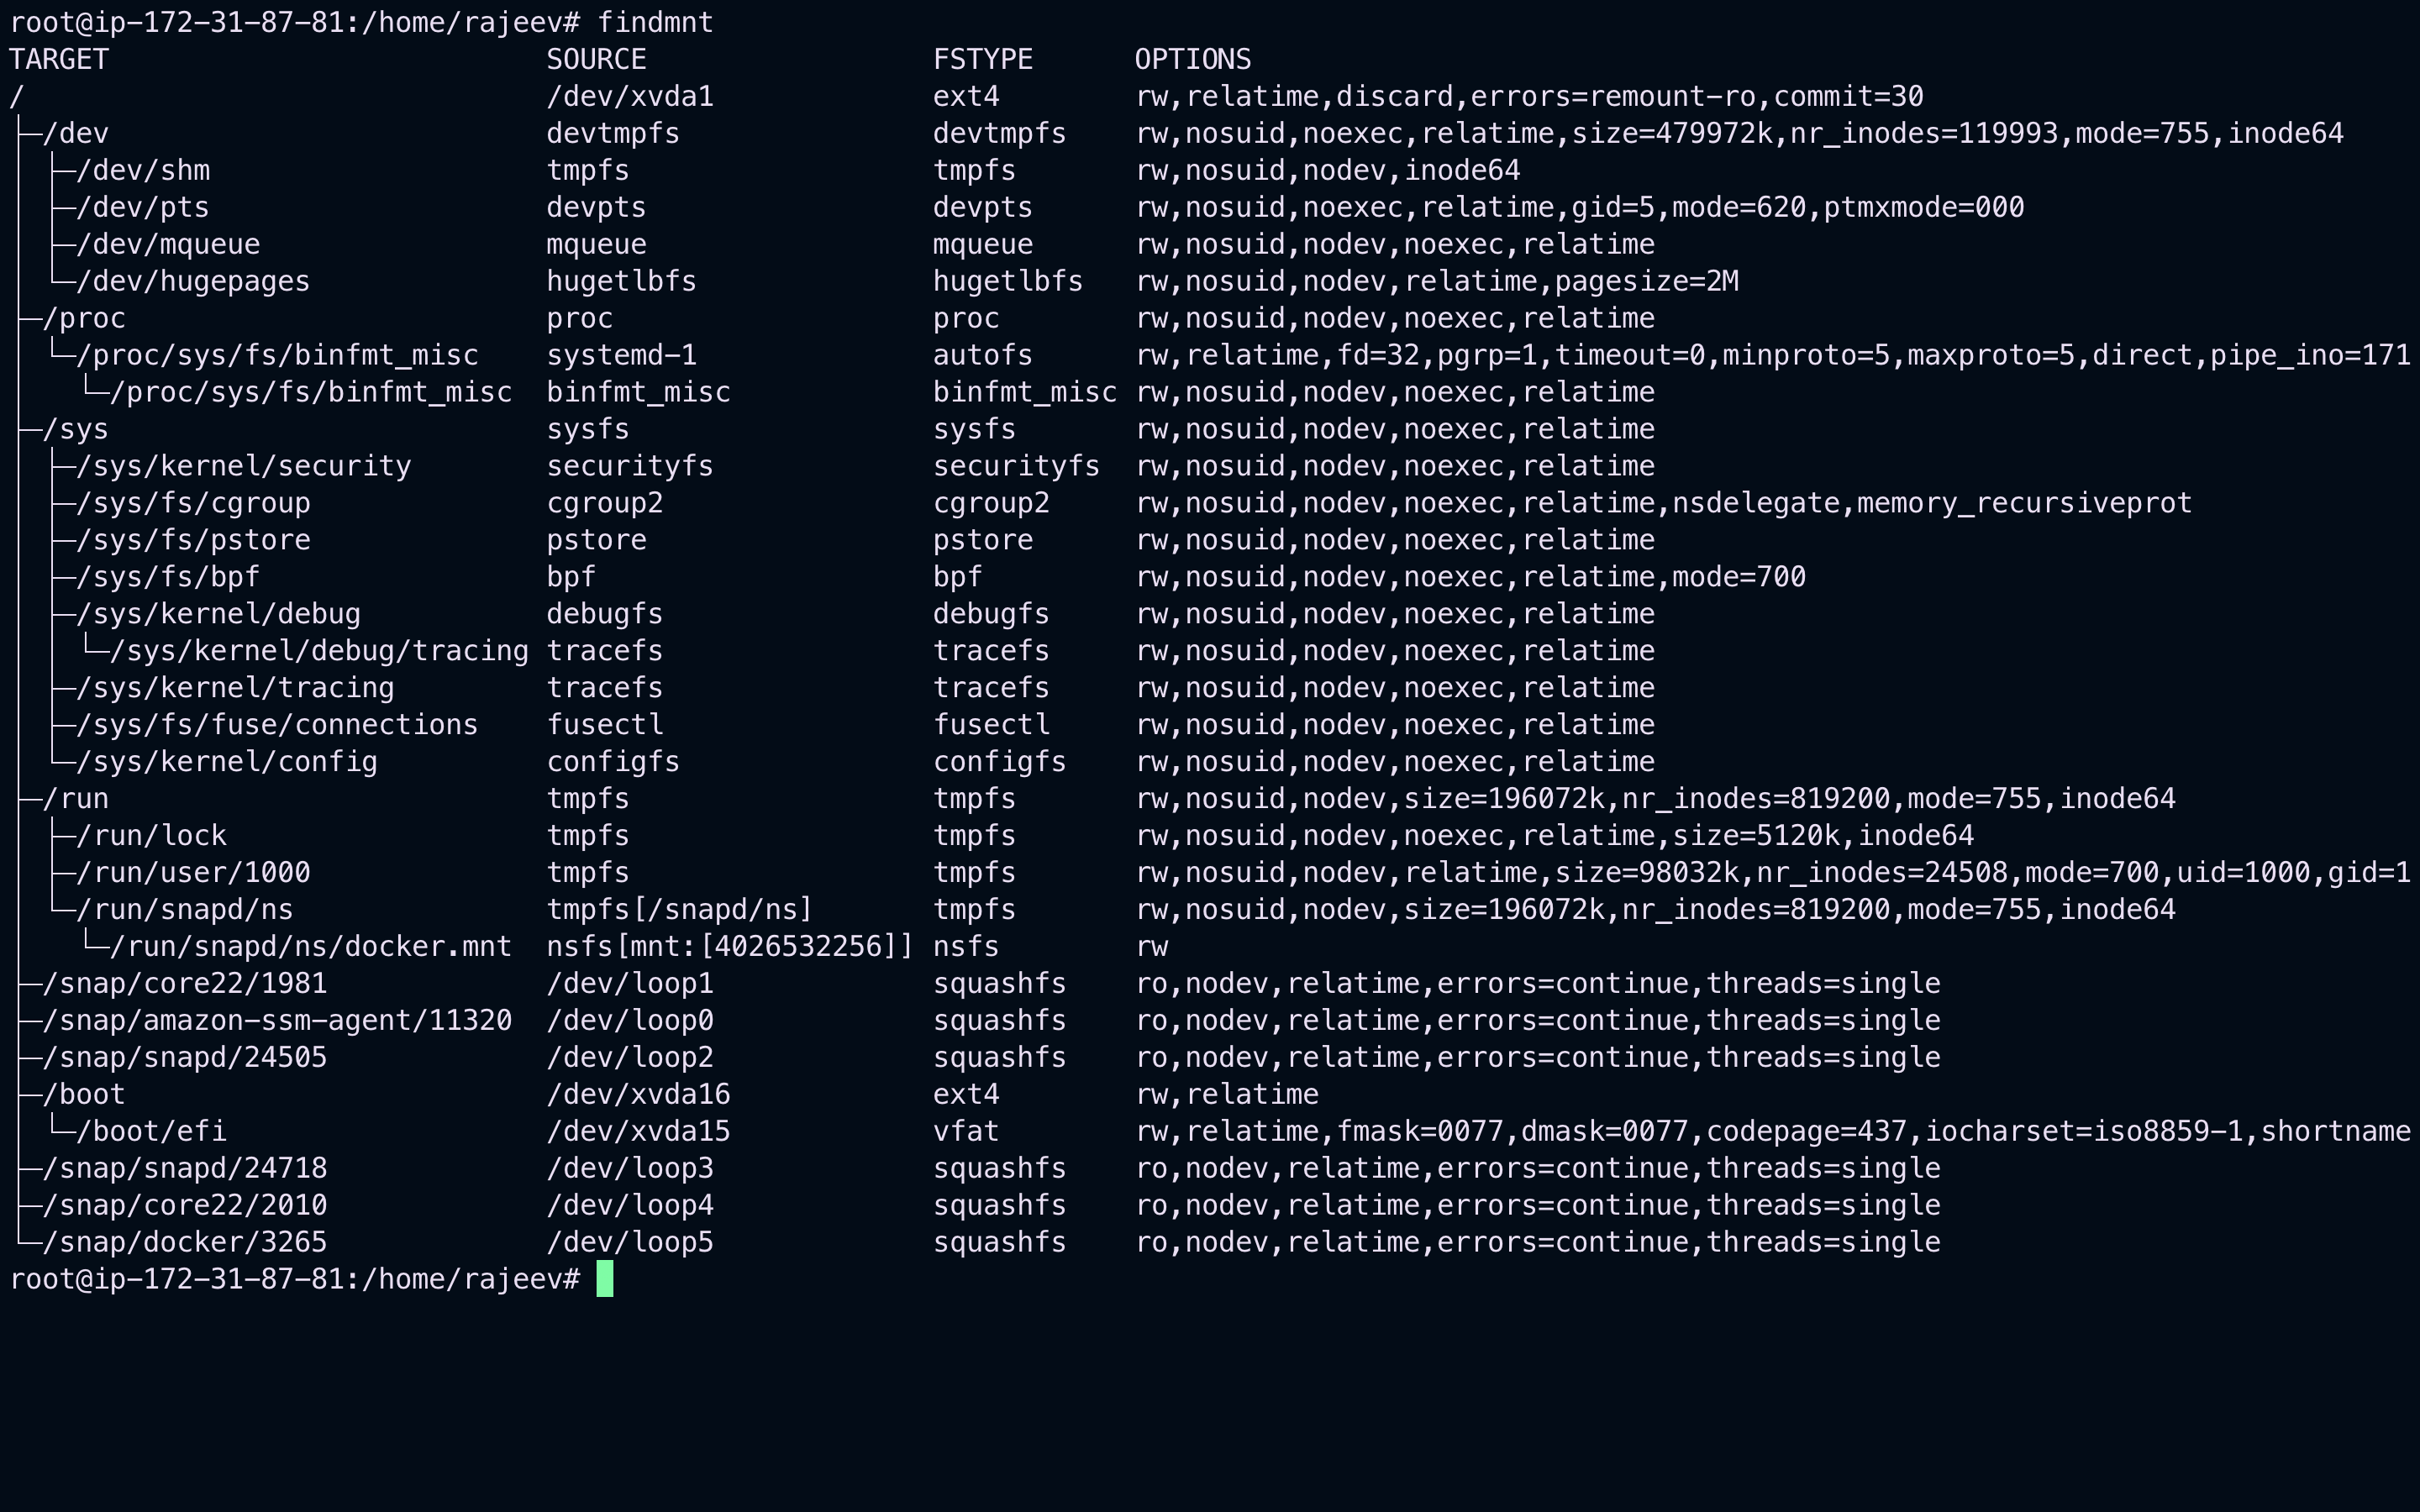 root@ip-172-31-87-81:/home/rajeev# findmnt
TARGET                          SOURCE                 FSTYPE      OPTIONS
/                               /dev/xvda1             ext4        rw,relatime,discard,errors=remount-ro,commit=30
├─/dev                          devtmpfs               devtmpfs    rw,nosuid,noexec,relatime,size=479972k,nr_inodes=119993,mode=755,inode64
│ ├─/dev/shm                    tmpfs                  tmpfs       rw,nosuid,nodev,inode64
│ ├─/dev/pts                    devpts                 devpts      rw,nosuid,noexec,relatime,gid=5,mode=620,ptmxmode=000
│ ├─/dev/mqueue                 mqueue                 mqueue      rw,nosuid,nodev,noexec,relatime
│ └─/dev/hugepages              hugetlbfs              hugetlbfs   rw,nosuid,nodev,relatime,pagesize=2M
├─/proc                         proc                   proc        rw,nosuid,nodev,noexec,relatime
│ └─/proc/sys/fs/binfmt_misc    systemd-1              autofs      rw,relatime,fd=32,pgrp=1,timeout=0,minproto=5,maxproto=5,direct,pipe_ino=171
│   └─/proc/sys/fs/binfmt_misc  binfmt_misc            binfmt_misc rw,nosuid,nodev,noexec,relatime
├─/sys                          sysfs                  sysfs       rw,nosuid,nodev,noexec,relatime
│ ├─/sys/kernel/security        securityfs             securityfs  rw,nosuid,nodev,noexec,relatime
│ ├─/sys/fs/cgroup              cgroup2                cgroup2     rw,nosuid,nodev,noexec,relatime,nsdelegate,memory_recursiveprot
│ ├─/sys/fs/pstore              pstore                 pstore      rw,nosuid,nodev,noexec,relatime
│ ├─/sys/fs/bpf                 bpf                    bpf         rw,nosuid,nodev,noexec,relatime,mode=700
│ ├─/sys/kernel/debug           debugfs                debugfs     rw,nosuid,nodev,noexec,relatime
│ │ └─/sys/kernel/debug/tracing tracefs                tracefs     rw,nosuid,nodev,noexec,relatime
│ ├─/sys/kernel/tracing         tracefs                tracefs     rw,nosuid,nodev,noexec,relatime
│ ├─/sys/fs/fuse/connections    fusectl                fusectl     rw,nosuid,nodev,noexec,relatime
│ └─/sys/kernel/config          configfs               configfs    rw,nosuid,nodev,noexec,relatime
├─/run                          tmpfs                  tmpfs       rw,nosuid,nodev,size=196072k,nr_inodes=819200,mode=755,inode64
│ ├─/run/lock                   tmpfs                  tmpfs       rw,nosuid,nodev,noexec,relatime,size=5120k,inode64
│ ├─/run/user/1000              tmpfs                  tmpfs       rw,nosuid,nodev,relatime,size=98032k,nr_inodes=24508,mode=700,uid=1000,gid=1
│ └─/run/snapd/ns               tmpfs[/snapd/ns]       tmpfs       rw,nosuid,nodev,size=196072k,nr_inodes=819200,mode=755,inode64
│   └─/run/snapd/ns/docker.mnt  nsfs[mnt:[4026532256]] nsfs        rw
├─/snap/core22/1981             /dev/loop1             squashfs    ro,nodev,relatime,errors=continue,threads=single
├─/snap/amazon-ssm-agent/11320  /dev/loop0             squashfs    ro,nodev,relatime,errors=continue,threads=single
├─/snap/snapd/24505             /dev/loop2             squashfs    ro,nodev,relatime,errors=continue,threads=single
├─/boot                         /dev/xvda16            ext4        rw,relatime
│ └─/boot/efi                   /dev/xvda15            vfat        rw,relatime,fmask=0077,dmask=0077,codepage=437,iocharset=iso8859-1,shortname
├─/snap/snapd/24718             /dev/loop3             squashfs    ro,nodev,relatime,errors=continue,threads=single
├─/snap/core22/2010             /dev/loop4             squashfs    ro,nodev,relatime,errors=continue,threads=single
└─/snap/docker/3265             /dev/loop5             squashfs    ro,nodev,relatime,errors=continue,threads=single
root@ip-172-31-87-81:/home/rajeev#